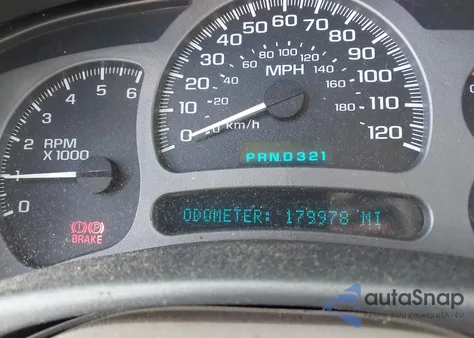 0 1 2 3 4 5 6
RPM
X 1000
BRAKE
0 10 20 30 40 50 60 70 80 90 100 110 120
MPH
0 20 40 60 80 100 120 140 160 180
km/h
PRND321
ODOMETER: 179978 MI
autoSnap